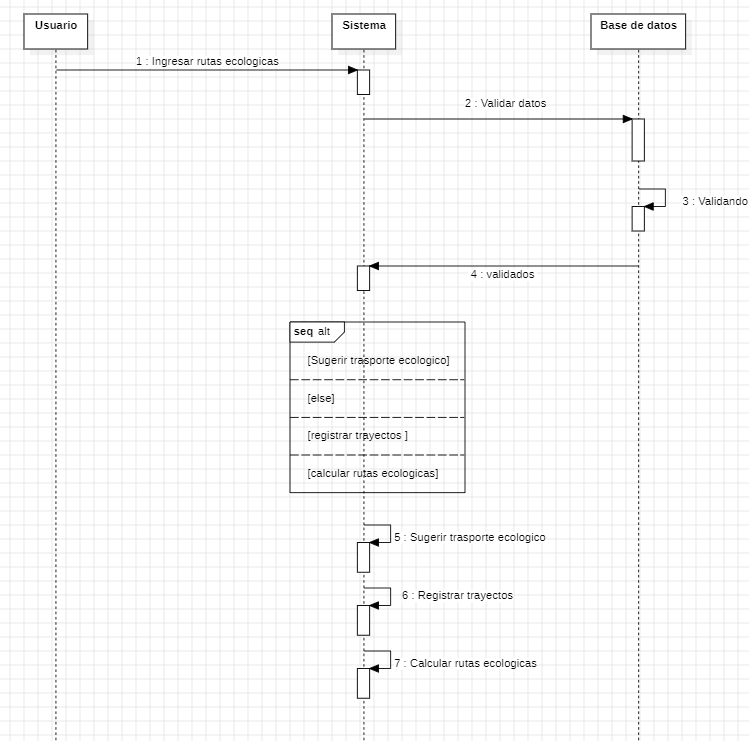 Usuario
Sistema
Base de datos
1 : Ingresar rutas ecologicas
2 : Validar datos
3 : Validando
4 : validados
seq alt
[Sugerir trasporte ecologico]
[else]
[registrar trayectos ]
[calcular rutas ecologicas]
5 : Sugerir trasporte ecologico
6 : Registrar trayectos
7 : Calcular rutas ecologicas